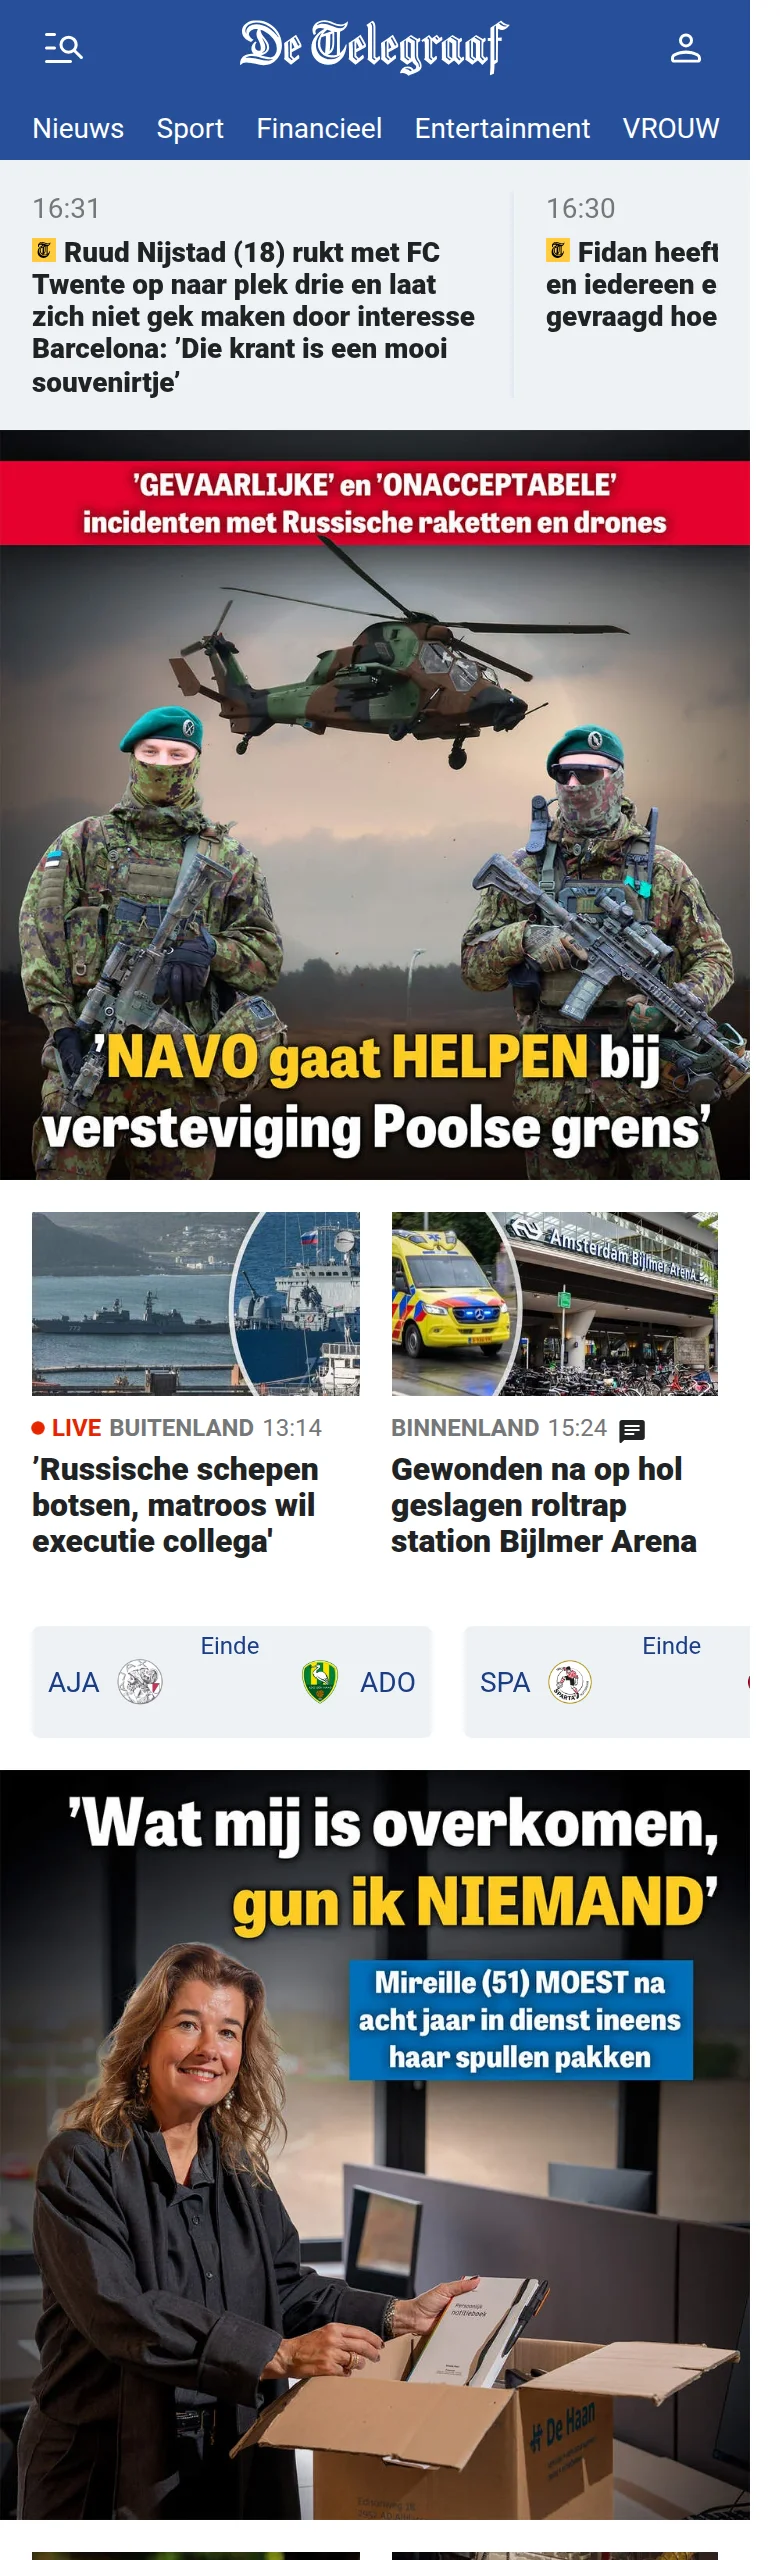 De Telegraaf
Nieuws Sport Financieel Entertainment VROUW
16:31
Ruud Nijstad (18) rukt met FC
Twente op naar plek drie en laat
zich niet gek maken door interesse
Barcelona: ’Die krant is een mooi
souvenirtje’
16:30
Fidan heeft
en iedereen e
gevraagd hoe
’GEVAARLIJKE’ en ’ONACCEPTABELE’
incidenten met Russische raketten en drones
’NAVO gaat HELPEN bij
versteviging Poolse grens’
Amsterdam Bijlmer ArenA
LIVE BUITENLAND 13:14
’Russische schepen
botsen, matroos wil
executie collega'
BINNENLAND 15:24
Gewonden na op hol
geslagen roltrap
station Bijlmer Arena
Einde
AJA ADO
Einde
SPA
SPARTA
’Wat mij is overkomen,
gun ik NIEMAND’
Mireille (51) MOEST na
acht jaar in dienst ineens
haar spullen pakken
Persoonlijk
notitieboek
De Haan